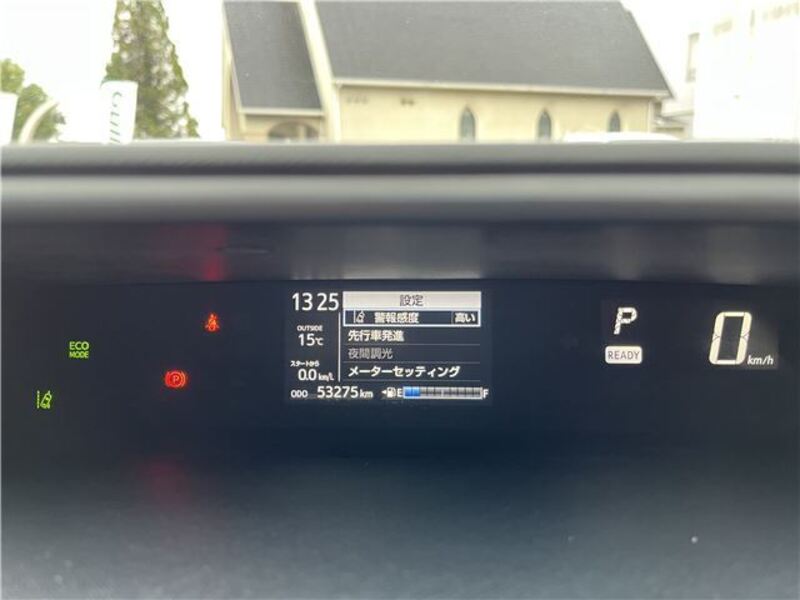 13 25
設定
警報感度 高い
OUTSIDE
15℃
先行車発進
夜間調光
スタートから
0.0 km/L
メーターセッティング
ODO 53275 km
E F
ECO
MODE
P
P
READY
0 km/h